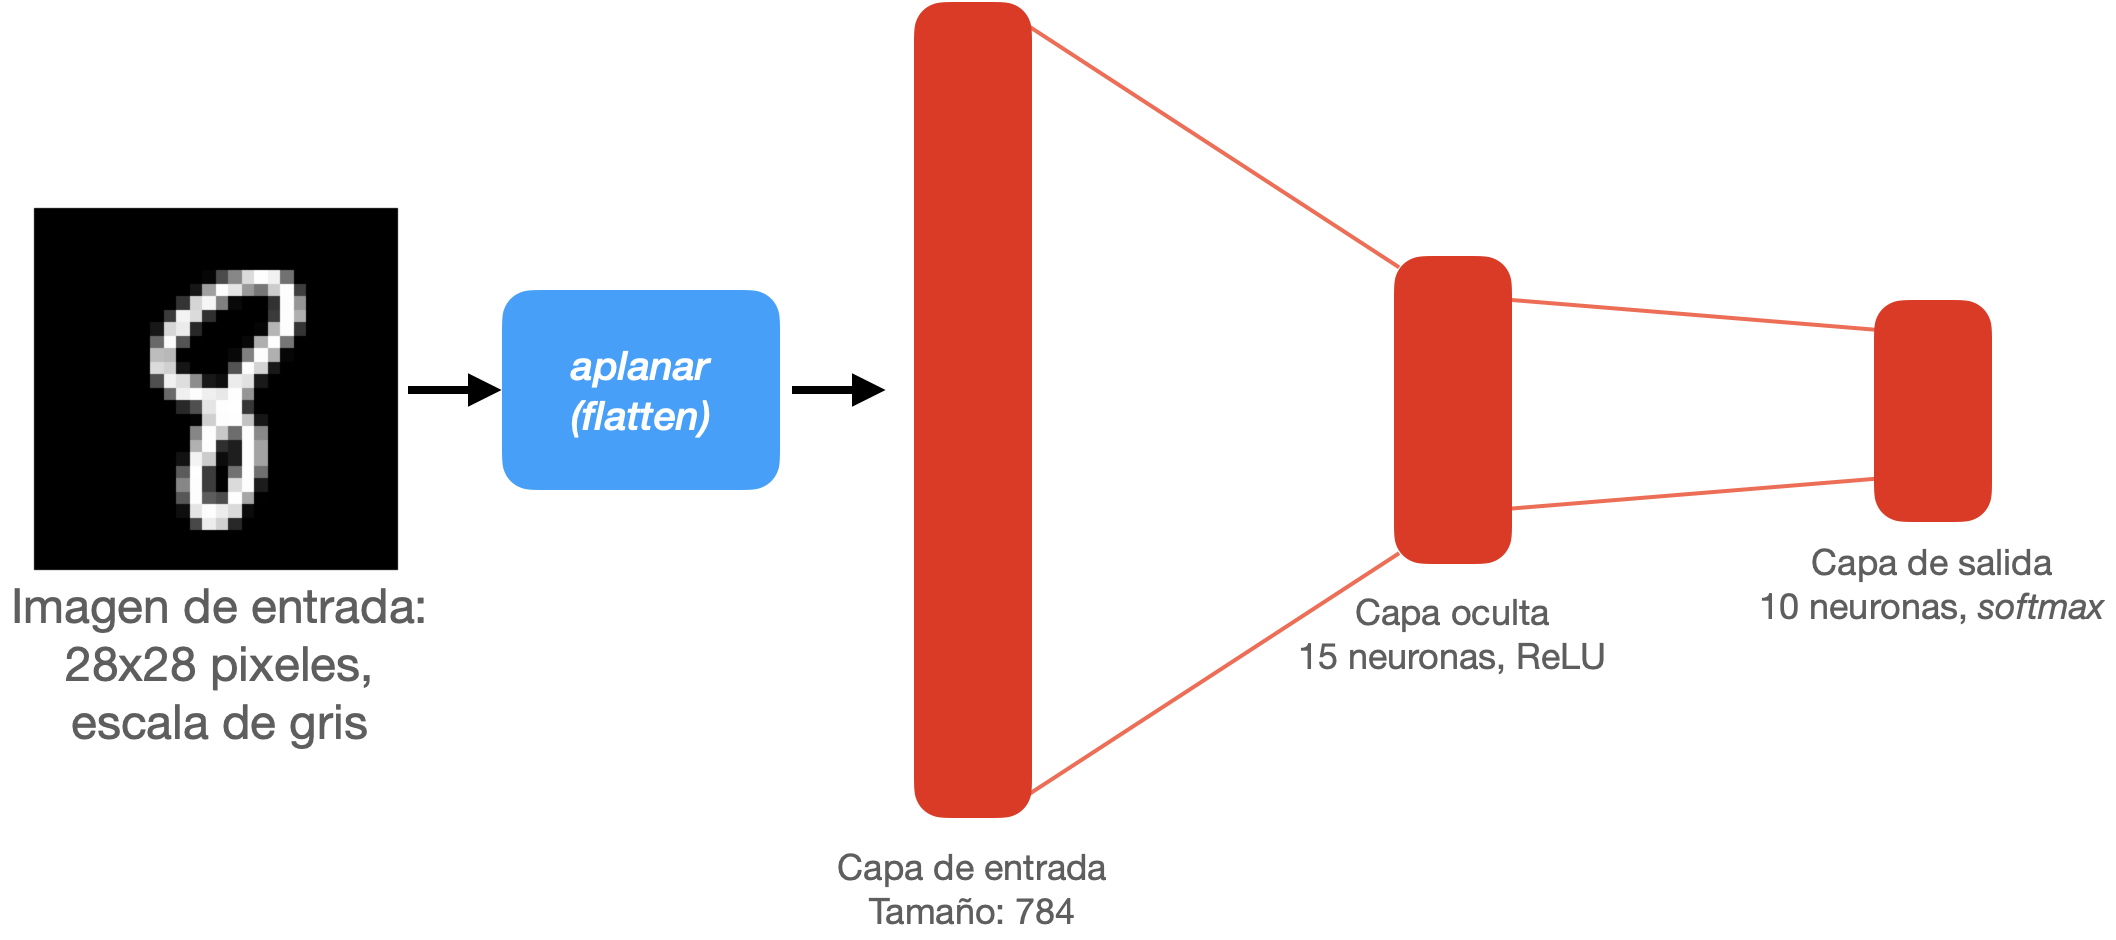 Imagen de entrada:
28x28 pixeles,
escala de gris
aplanar
(flatten)
Capa de entrada
Tamaño: 784
Capa oculta
15 neuronas, ReLU
Capa de salida
10 neuronas, softmax